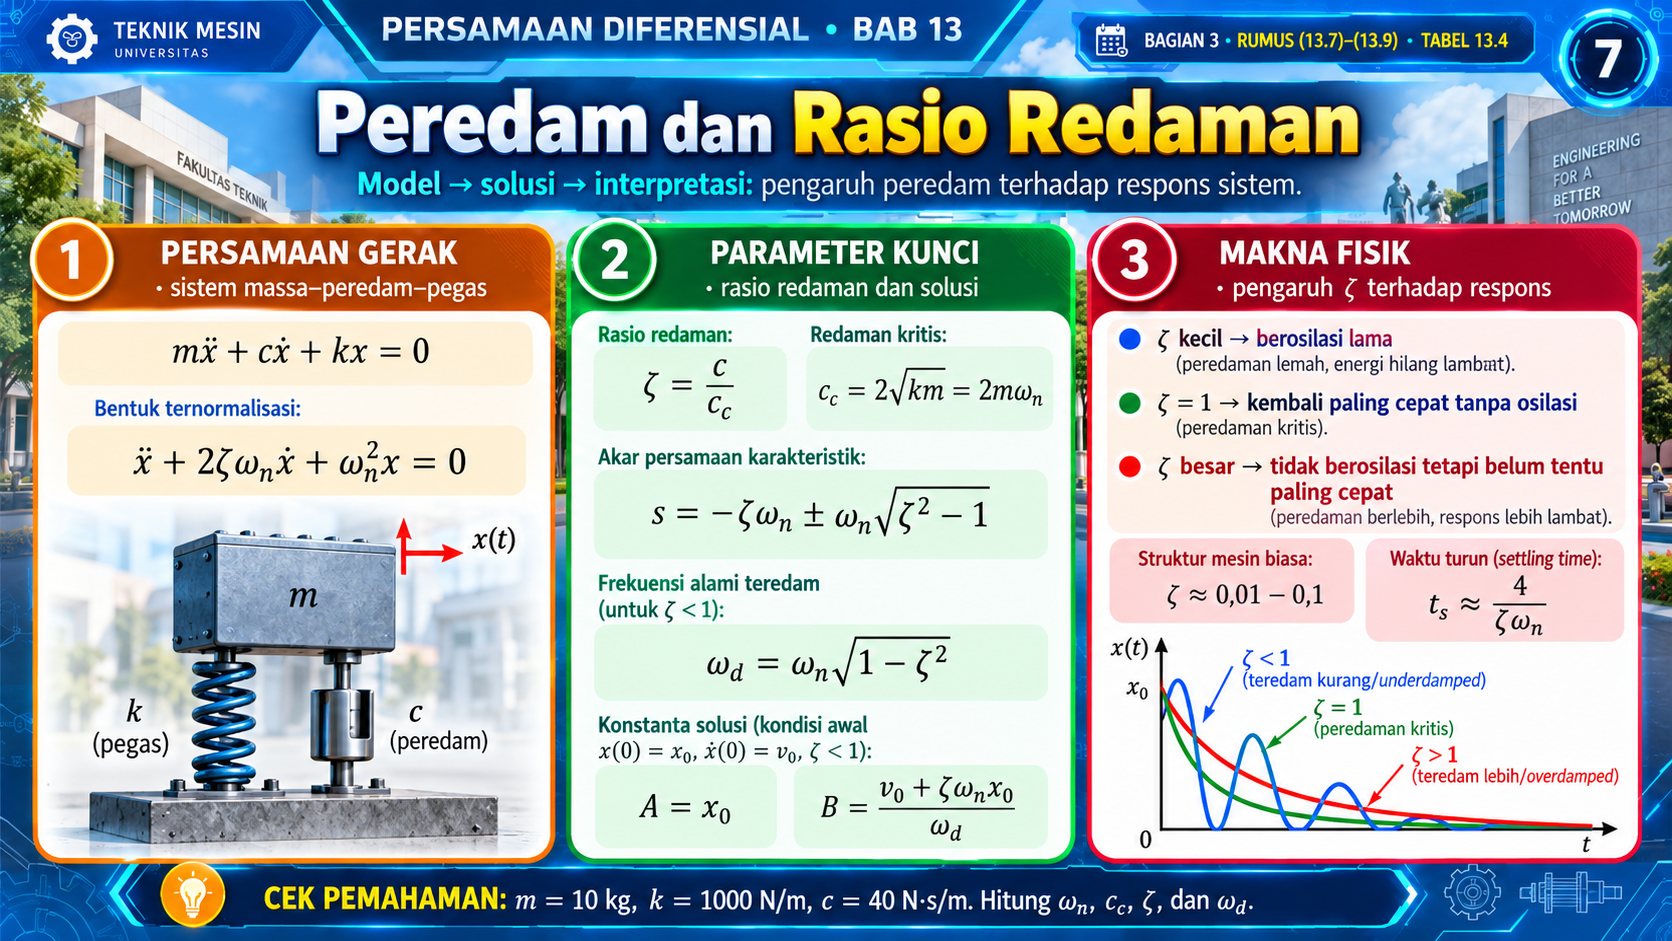 TEKNIK MESIN
UNIVERSITAS
PERSAMAAN DIFERENSIAL • BAB 13
BAGIAN 3 • RUMUS (13.7)–(13.9) • TABEL 13.4
7
Peredam dan Rasio Redaman
Model → solusi → interpretasi: pengaruh peredam terhadap respons sistem.
FAKULTAS TEKNIK
ENGINEERING
FOR A
BETTER
TOMORROW
1
PERSAMAAN GERAK
• sistem massa–peredam–pegas
mẍ + cẋ + kx = 0
Bentuk ternormalisasi:
ẍ + 2ζωₙẋ + ωₙ²x = 0
x(t)
m
k
(pegas)
c
(peredam)
2
PARAMETER KUNCI
• rasio redaman dan solusi
Rasio redaman:
ζ = c / c_c
Redaman kritis:
c_c = 2√(km) = 2mωₙ
Akar persamaan karakteristik:
s = −ζωₙ ± ωₙ√(ζ² − 1)
Frekuensi alami teredam
(untuk ζ < 1):
ω_d = ωₙ√(1 − ζ²)
Konstanta solusi (kondisi awal
x(0) = x₀, ẋ(0) = v₀, ζ < 1):
A = x₀
B = (v₀ + ζωₙx₀) / ω_d
3
MAKNA FISIK
• pengaruh ζ terhadap respons
ζ kecil → berosilasi lama
(peredaman lemah, energi hilang).
ζ = 1 → kembali paling cepat tanpa osilasi
(peredaman kritis).
ζ besar → tidak berosilasi tetapi belum tentu
paling cepat
(peredaman berlebih, respons lebih lambat).
Struktur mesin biasa:
ζ ≈ 0,01 − 0,1
Waktu turun (settling time):
t_s ≈ 4 / (ζωₙ)
x(t)
x₀
0
t
ζ < 1
(teredam kurang/underdamped)
ζ = 1
(peredaman kritis)
ζ > 1
(teredam lebih/overdamped)
CEK PEMAHAMAN: m = 10 kg, k = 1000 N/m, c = 40 N·s/m. Hitung ωₙ, c_c, ζ, dan ω_d.